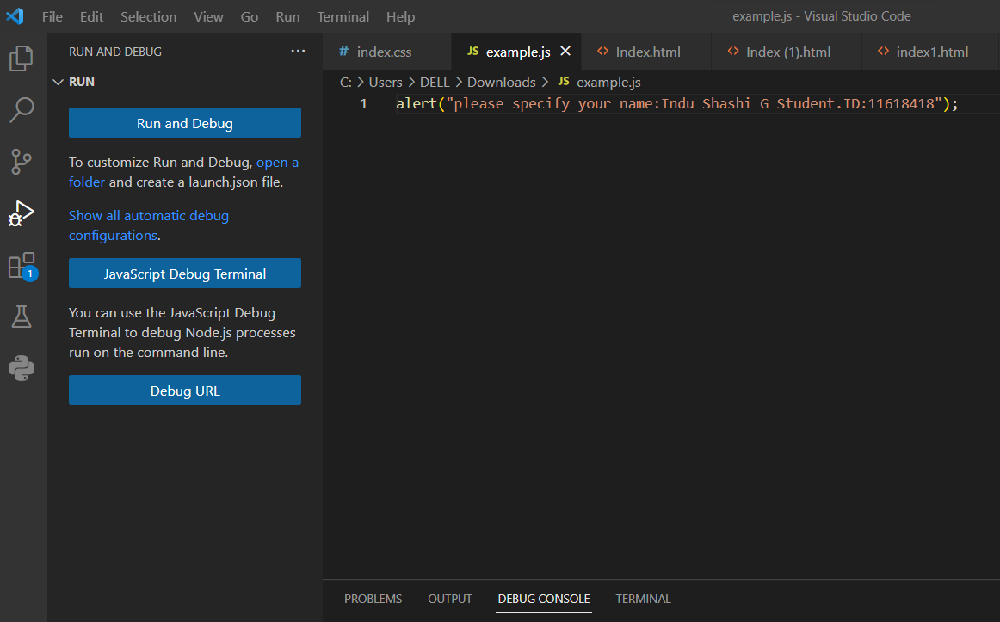 File Edit Selection View Go Run Terminal Help
example.js - Visual Studio Code
RUN AND DEBUG ···
RUN
Run and Debug
To customize Run and Debug, open a
folder and create a launch.json file.
Show all automatic debug
configurations.
JavaScript Debug Terminal
You can use the JavaScript Debug
Terminal to debug Node.js processes
run on the command line.
Debug URL
1
# index.css JS example.js <> Index.html <> Index (1).html <> index1.html
C: > Users > DELL > Downloads > JS example.js
1 alert("please specify your name:Indu Shashi G Student.ID:11618418");
PROBLEMS OUTPUT DEBUG CONSOLE TERMINAL